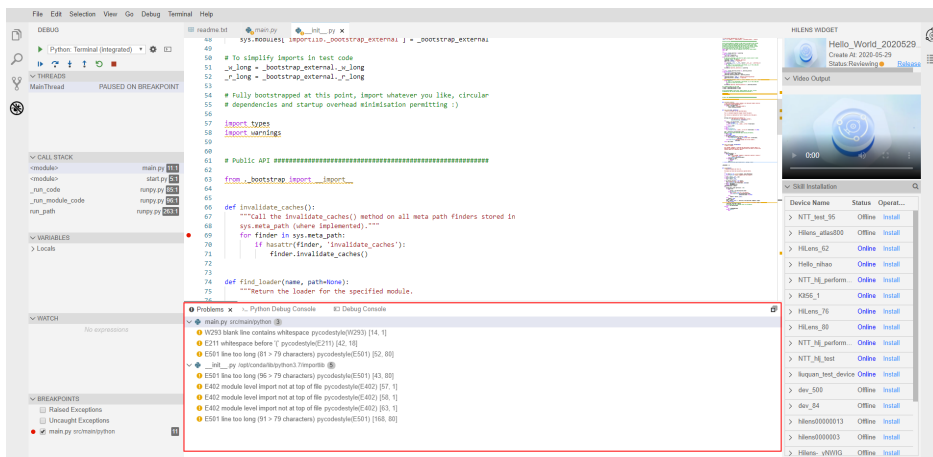 File Edit Selection View Go Debug Terminal Help
DEBUG
Python: Terminal (integrated)
THREADS
MainThread PAUSED ON BREAKPOINT
CALL STACK
<module> main.py 11:1
<module> start.py 5:1
_run_code runpy.py 85:1
_run_module_code runpy.py 96:1
run_path runpy.py 263:1
VARIABLES
Locals
WATCH
No expressions
BREAKPOINTS
Raised Exceptions
Uncaught Exceptions
main.py src/main/python 11
readme.txt main.py __init__.py x
48 sys.modules['importlib._bootstrap_external'] = _bootstrap_external
49
50 # To simplify imports in test code
51 _w_long = _bootstrap_external._w_long
52 _r_long = _bootstrap_external._r_long
53
54 # Fully bootstrapped at this point, import whatever you like, circular
55 # dependencies and startup overhead minimisation permitting :)
56
57 import types
58 import warnings
59
60
61 # Public API #########################################################
62
63 from ._bootstrap import __import__
64
65
66 def invalidate_caches():
67 """Call the invalidate_caches() method on all meta path finders stored in
68 sys.meta_path (where implemented)."""
69 for finder in sys.meta_path:
70 if hasattr(finder, 'invalidate_caches'):
71 finder.invalidate_caches()
72
73
74 def find_loader(name, path=None):
75 """Return the loader for the specified module.
76
Problems x Python Debug Console Debug Console
main.py src/main/python 3
W293 blank line contains whitespace pycodestyle(W293) [14, 1]
E211 whitespace before '(' pycodestyle(E211) [42, 18]
E501 line too long (81 > 79 characters) pycodestyle(E501) [52, 80]
__init__.py /opt/conda/lib/python3.7/importlib 5
E501 line too long (96 > 79 characters) pycodestyle(E501) [43, 80]
E402 module level import not at top of file pycodestyle(E402) [57, 1]
E402 module level import not at top of file pycodestyle(E402) [58, 1]
E402 module level import not at top of file pycodestyle(E402) [63, 1]
E501 line too long (91 > 79 characters) pycodestyle(E501) [168, 80]
HILENS WIDGET
Hello_World_2020529...
Create At: 2020-05-29
Status:Reviewing Release
Video Output
0:00
Skill Installation
Device Name Status Operat...
NTT_test_95 Offline Install
Hilens_atlas800 Offline Install
HiLens_62 Online Install
Hello_nihao Online Install
NTT_hlj_perform... Online Install
Kit56_1 Online Install
HiLens_76 Online Install
HiLens_80 Online Install
NTT_hlj_perform... Online Install
NTT_hlj_test Online Install
liuquan_test_device Online Install
dev_500 Offline Install
dev_84 Offline Install
hilens00000013 Offline Install
hilens0000003 Offline Install
Hilens-_yNWIG Offline Install